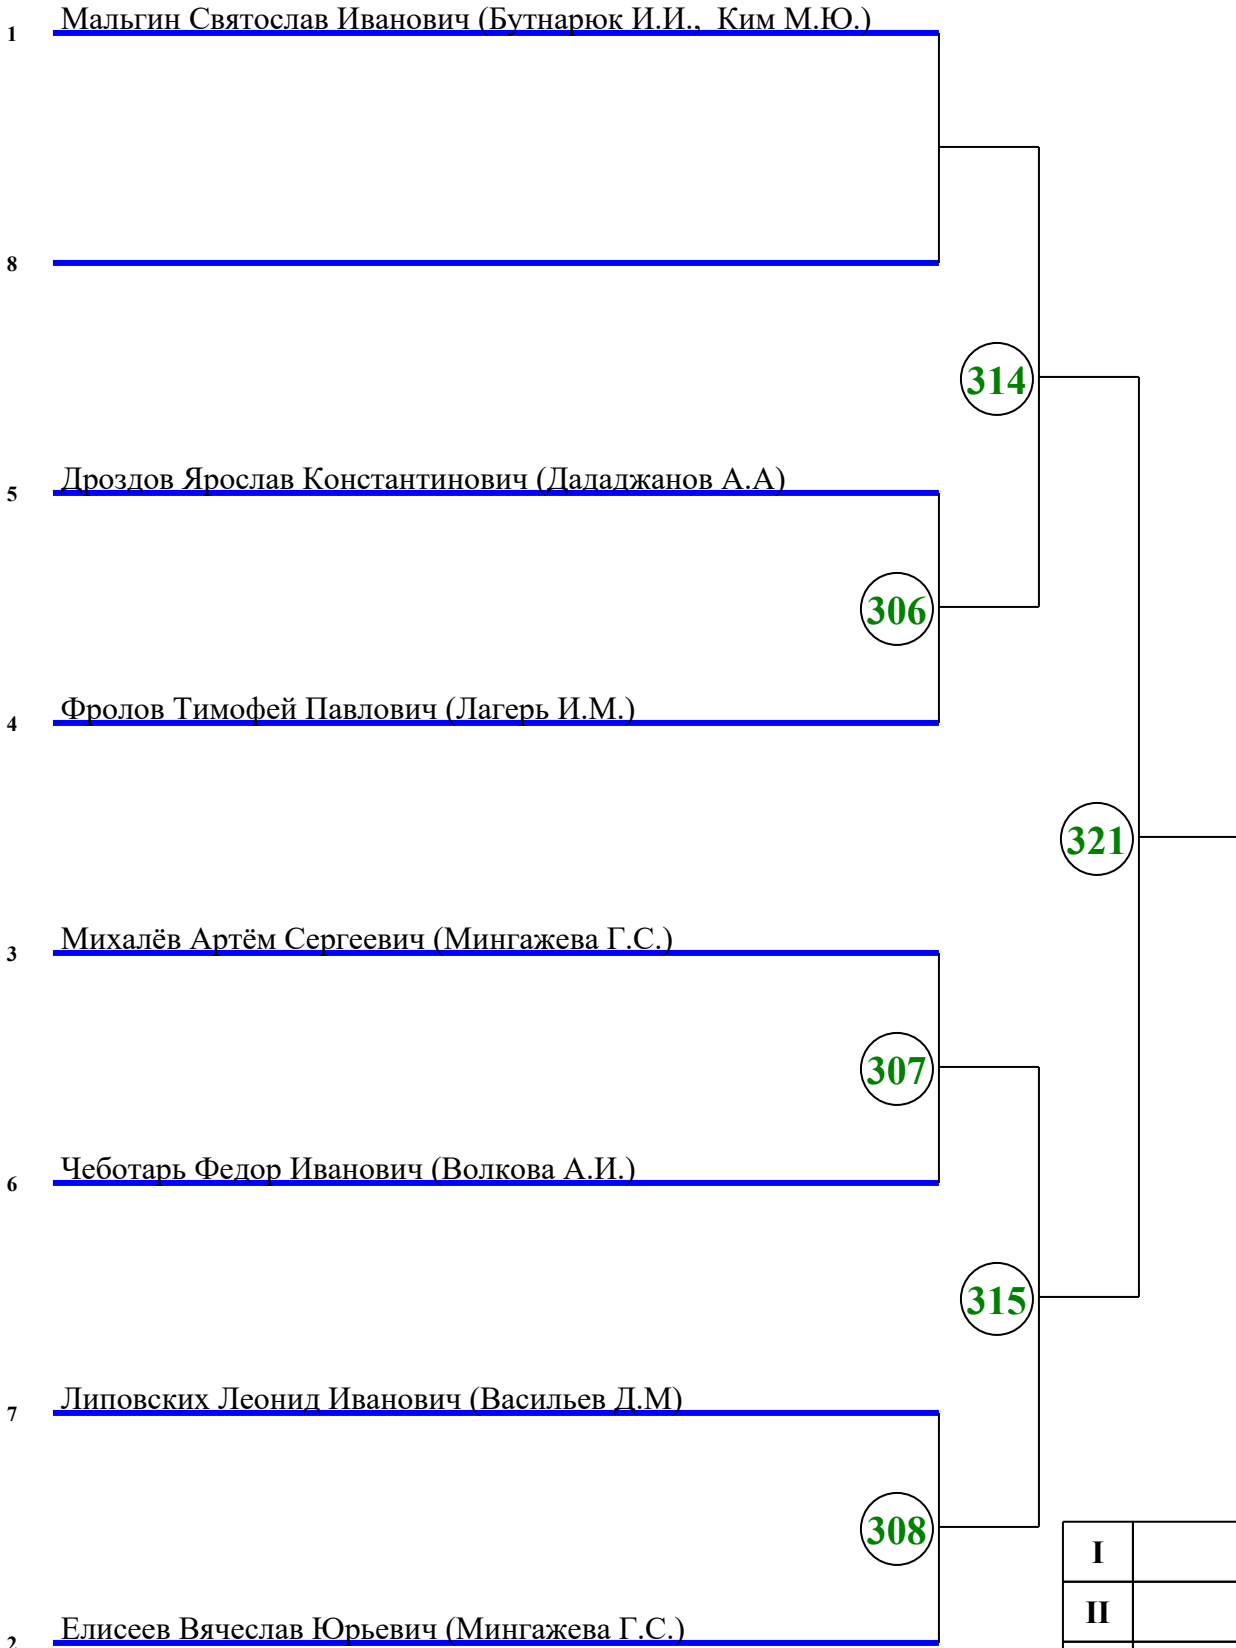 Мальгин Святослав Иванович (Бутнарюк И.И.,  Ким М.Ю.)
1
8
314
Дроздов Ярослав Константинович (Дададжанов А.А)
5
306
Фролов Тимофей Павлович (Лагерь И.М.)
4
321
Михалёв Артём Сергеевич (Мингажева Г.С.)
3
307
Чеботарь Федор Иванович (Волкова А.И.)
6
315
Липовских Леонид Иванович (Васильев Д.М)
7
308
I
II
Елисеев Вячеслав Юрьевич (Мингажева Г.С.)
2